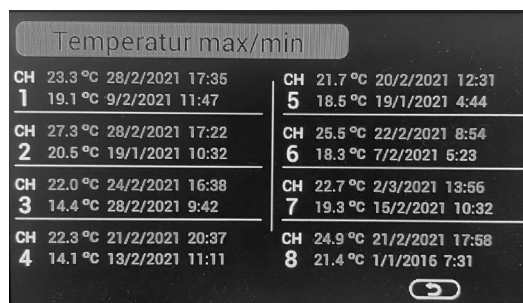 Temperatur max/min
CH 23.3 °C 28/2/2021 17:35
1 19.1 °C 9/2/2021 11:47
CH 27.3 °C 28/2/2021 17:22
2 20.5 °C 19/1/2021 10:32
CH 22.0 °C 24/2/2021 16:38
3 14.4 °C 28/2/2021 9:42
CH 22.3 °C 21/2/2021 20:37
4 14.1 °C 13/2/2021 11:11
CH 21.7 °C 20/2/2021 12:31
5 18.5 °C 19/1/2021 4:44
CH 25.5 °C 22/2/2021 8:54
6 18.3 °C 7/2/2021 5:23
CH 22.7 °C 2/3/2021 13:56
7 19.3 °C 15/2/2021 10:32
CH 24.9 °C 21/2/2021 17:58
8 21.4 °C 1/1/2016 7:31